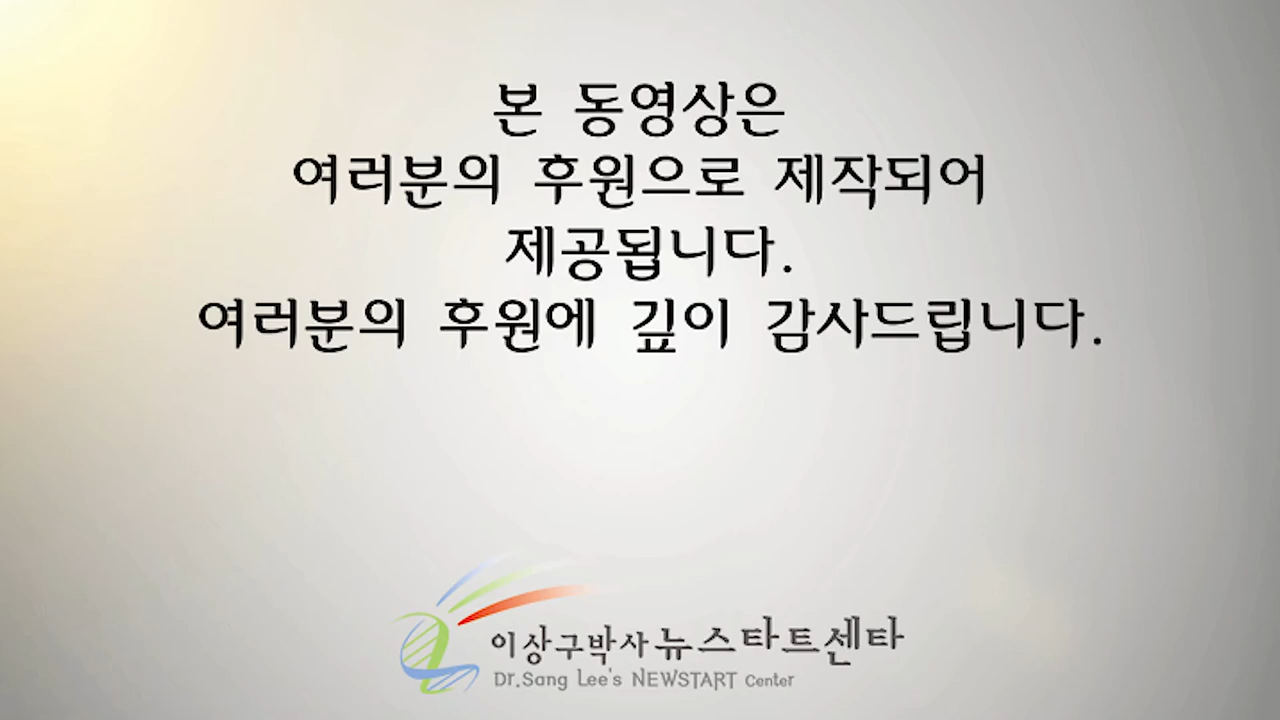 본 동영상은
여러분의 후원으로 제작되어
제공됩니다.
여러분의 후원에 깊이 감사드립니다.
이상구박사 뉴스타트센타
Dr.Sang Lee's NEWSTART Center